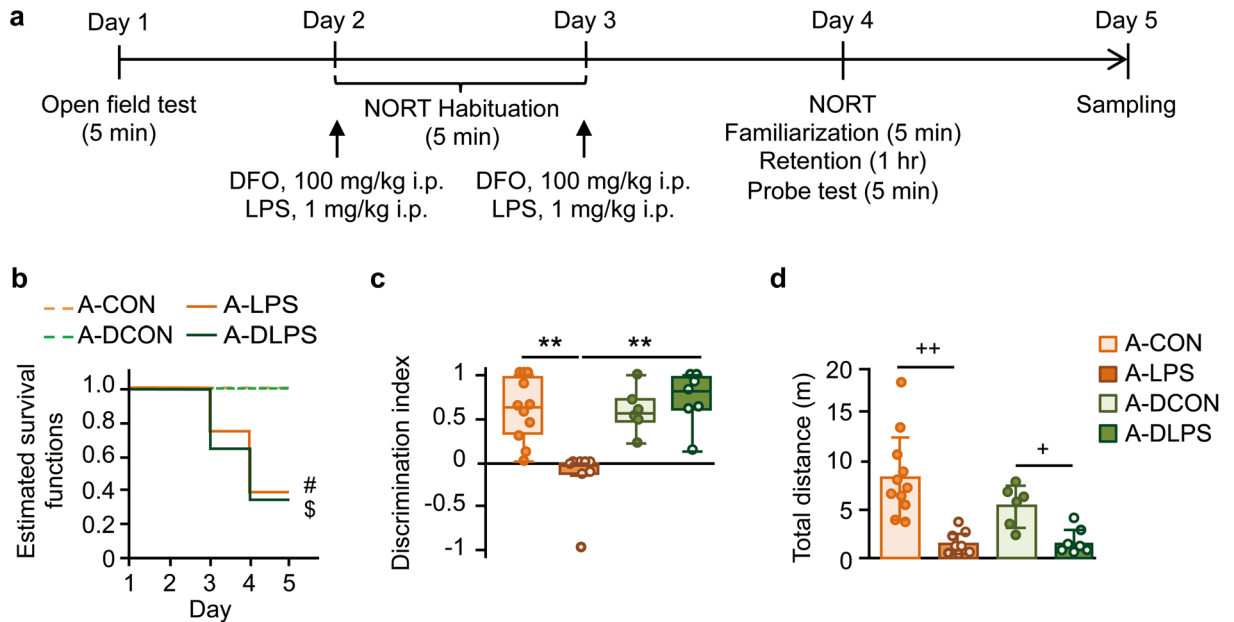 a
Day 1 Day 2 Day 3 Day 4 Day 5
Open field test
(5 min)
NORT Habituation
(5 min)
NORT
Familiarization (5 min)
Retention (1 hr)
Probe test (5 min)
Sampling
DFO, 100 mg/kg i.p.
LPS, 1 mg/kg i.p.
DFO, 100 mg/kg i.p.
LPS, 1 mg/kg i.p.
b
A-CON A-LPS
A-DCON A-DLPS
Estimated survival
functions
1.0
0.8
0.6
0.4
0.2
0
#
$
1 2 3 4 5
Day
c
Discrimination index
1
0.5
0
-0.5
-1
** **
d
Total distance (m)
20
15
10
5
0
++
+
A-CON
A-LPS
A-DCON
A-DLPS